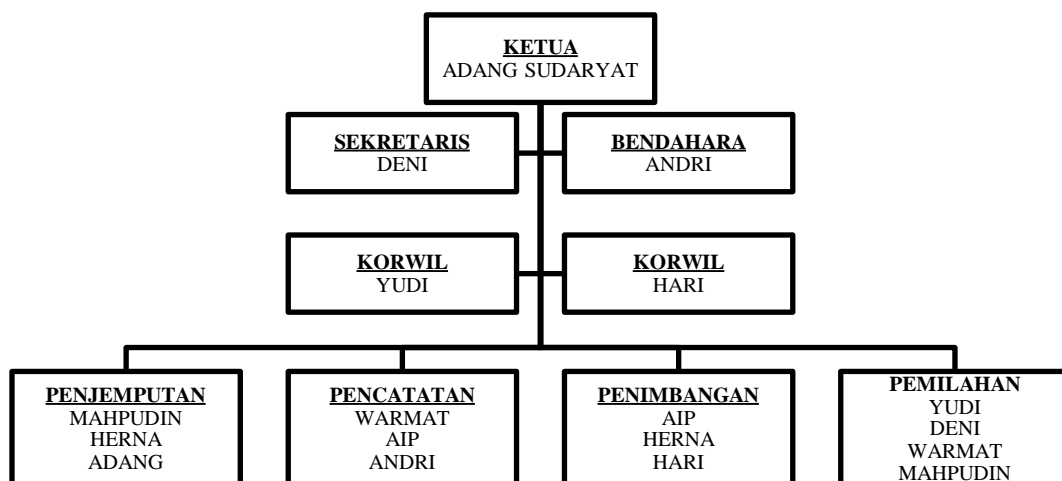 KETUA
ADANG SUDARYAT
SEKRETARIS
DENI
BENDAHARA
ANDRI
KORWIL
YUDI
KORWIL
HARI
PENJEMPUTAN
MAHPUDIN
HERNA
ADANG
PENCATATAN
WARMAT
AIP
ANDRI
PENIMBANGAN
AIP
HERNA
HARI
PEMILAHAN
YUDI
DENI
WARMAT
MAHPUDIN